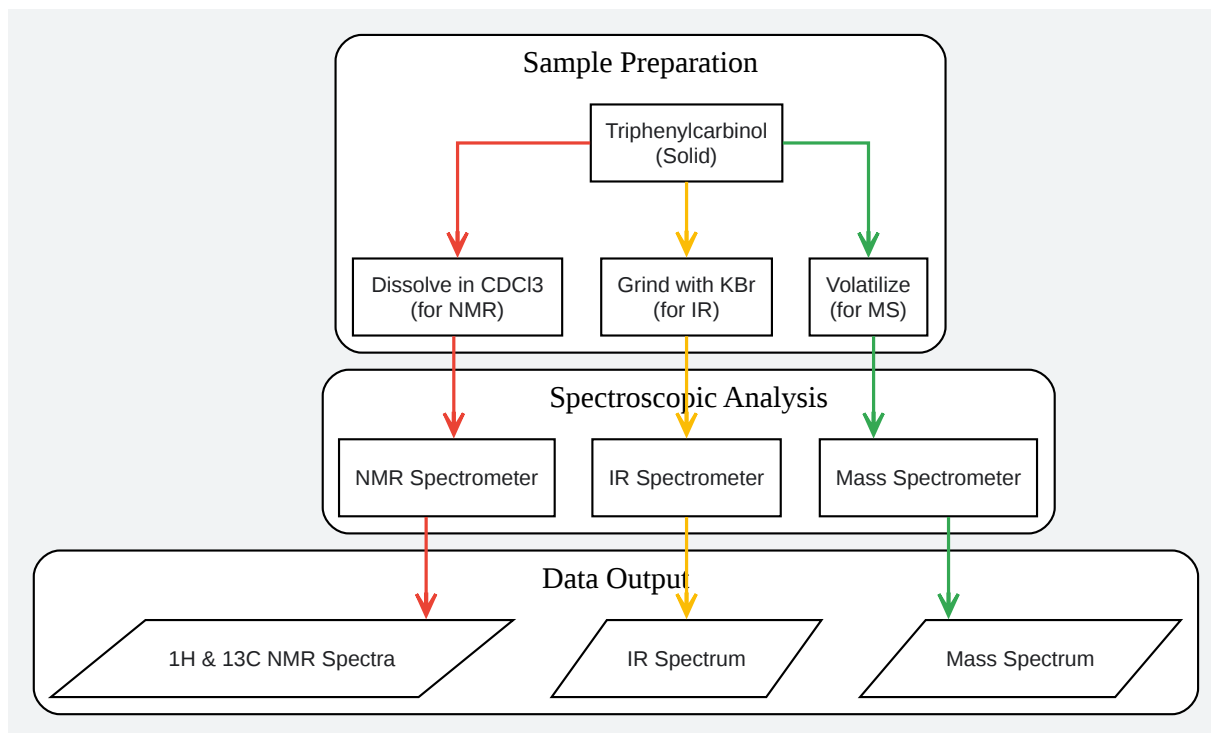 Sample Preparation
Triphenylcarbinol
(Solid)
Dissolve in CDCl3
(for NMR)
Grind with KBr
(for IR)
Volatilize
(for MS)
Spectroscopic Analysis
NMR Spectrometer
IR Spectrometer
Mass Spectrometer
Data Output
1H & 13C NMR Spectra
IR Spectrum
Mass Spectrum